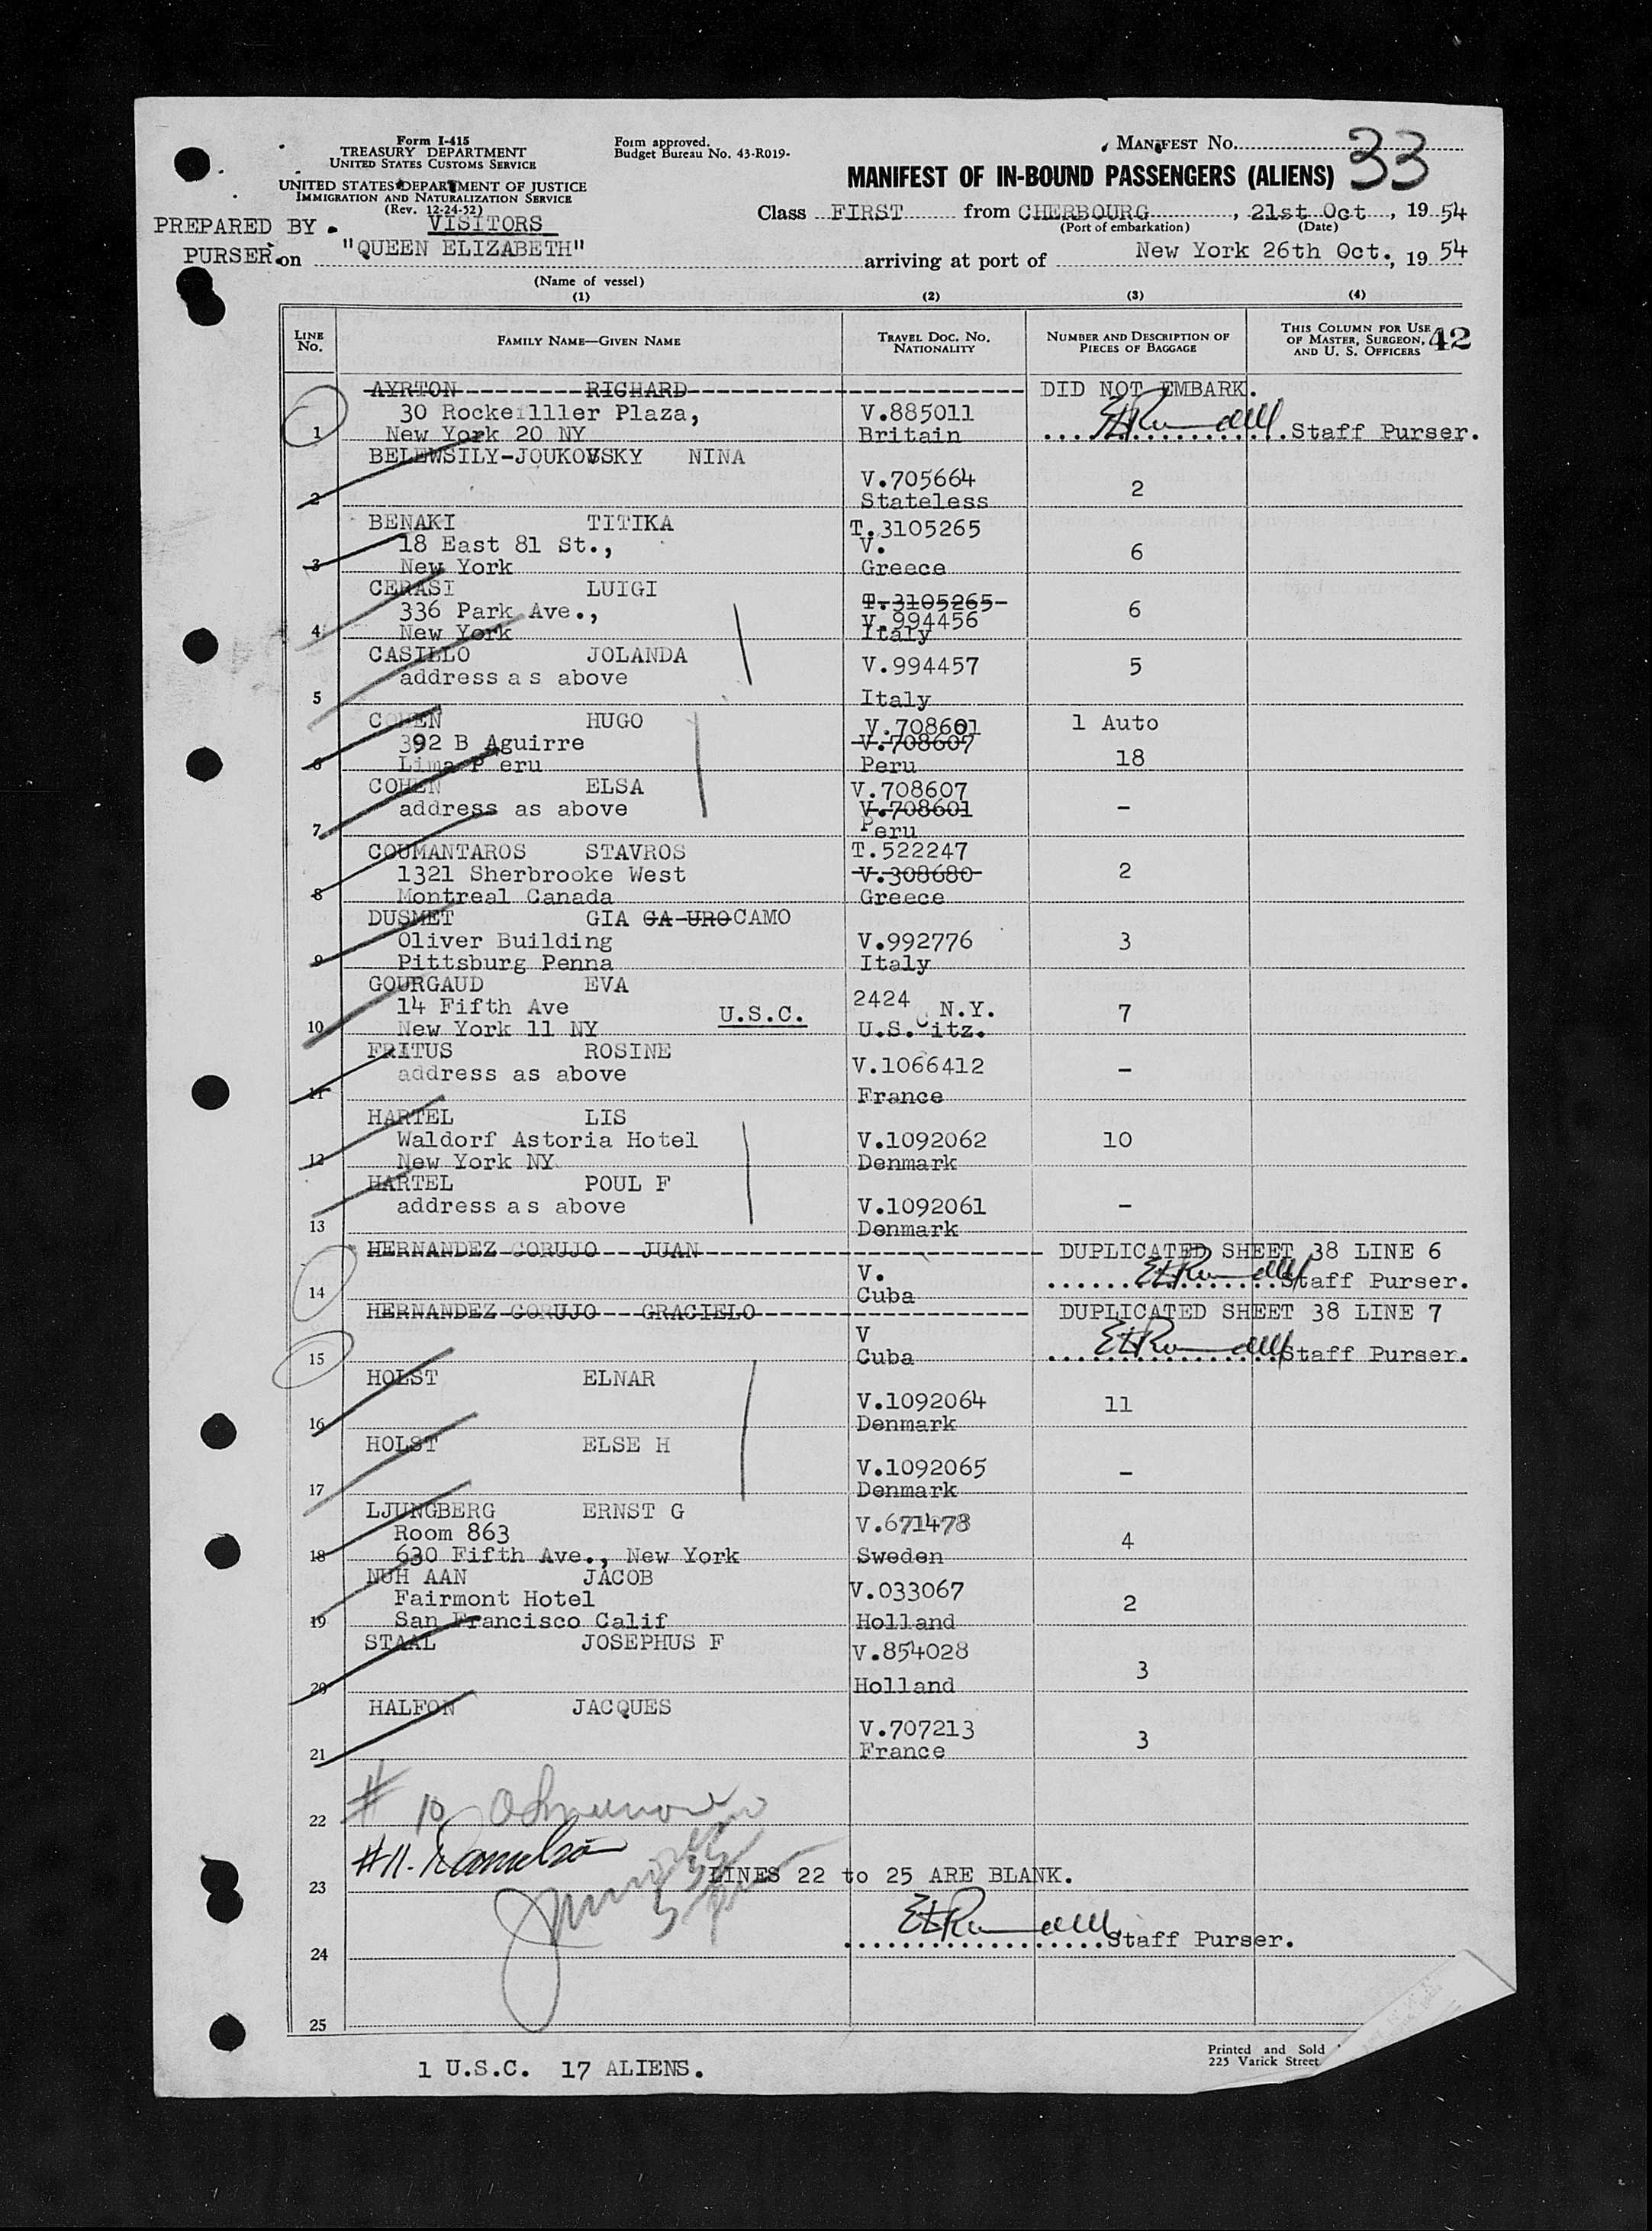 Form I-415
TREASURY DEPARTMENT
UNITED STATES CUSTOMS SERVICE
UNITED STATES DEPARTMENT OF JUSTICE
IMMIGRATION AND NATURALIZATION SERVICE
(Rev. 12-24-52)
Form approved.
Budget Bureau No. 43-R019-
MANIFEST No. 33
MANIFEST OF IN-BOUND PASSENGERS (ALIENS)
Class FIRST from CHERBOURG, 21st Oct, 1954
(Port of embarkation) (Date)
PREPARED BY VISITORS
PURSER on "QUEEN ELIZABETH" arriving at port of New York 26th Oct., 1954
(Name of vessel)
(1) (2) (3) (4)
LINE No. FAMILY NAME—GIVEN NAME TRAVEL DOC. NO. NATIONALITY NUMBER AND DESCRIPTION OF PIECES OF BAGGAGE THIS COLUMN FOR USE OF MASTER, SURGEON, AND U. S. OFFICERS 42
AYRTON RICHARD DID NOT EMBARK.
30 Rockeilller Plaza, V.885011
1 New York 20 NY Britain Staff Purser.
BELEWSILY-JOUKOVSKY NINA
V.705664 2
2 Stateless
BENAKI TITIKA T.3105265
18 East 81 St., V. 6
3 New York Greece
CERASI LUIGI T.3105265
336 Park Ave., V.994456 6
4 New York Italy
CASILLO JOLANDA V.994457 5
address as above
5 Italy
COHEN HUGO V.708601 1 Auto
392 B Aguirre V.708607 18
6 Lima P eru Peru
COHEN ELSA V.708607
address as above V.708601 -
7 Peru
COUMANTAROS STAVROS T.522247
1321 Sherbrooke West V.308680 2
8 Montreal Canada Greece
DUSMET GIA GA URO CAMO
Oliver Building V.992776 3
9 Pittsburg Penna Italy
GOURGAUD EVA
14 Fifth Ave U.S.C. 2424 N.Y. 7
10 New York 11 NY U.S.Citz.
FRITUS ROSINE V.1066412 -
address as above
11 France
HARTEL LIS
Waldorf Astoria Hotel V.1092062 10
12 New York NY Denmark
HARTEL POUL F
address as above V.1092061 -
13 Denmark
HERNANDEZ CORUJO JUAN DUPLICATED SHEET 38 LINE 6
V. Staff Purser.
14 Cuba
HERNANDEZ CORUJO GRACIELO DUPLICATED SHEET 38 LINE 7
V
15 Cuba Staff Purser.
HOLST ELNAR
V.1092064 11
16 Denmark
HOLST ELSE H
V.1092065 -
17 Denmark
LJUNGBERG ERNST G
Room 863 V.671478 4
18 630 Fifth Ave., New York Sweden
NUH AAN JACOB V.033067
Fairmont Hotel 2
19 San Francisco Calif Holland
STAAL JOSEPHUS F V.854028
3
20 Holland
HALFON JACQUES
V.707213 3
21 France
# 10
22
#11.
LINES 22 to 25 ARE BLANK.
23
Staff Purser.
24
25
Printed and Sold
225 Varick Street
1 U.S.C. 17 ALIENS.